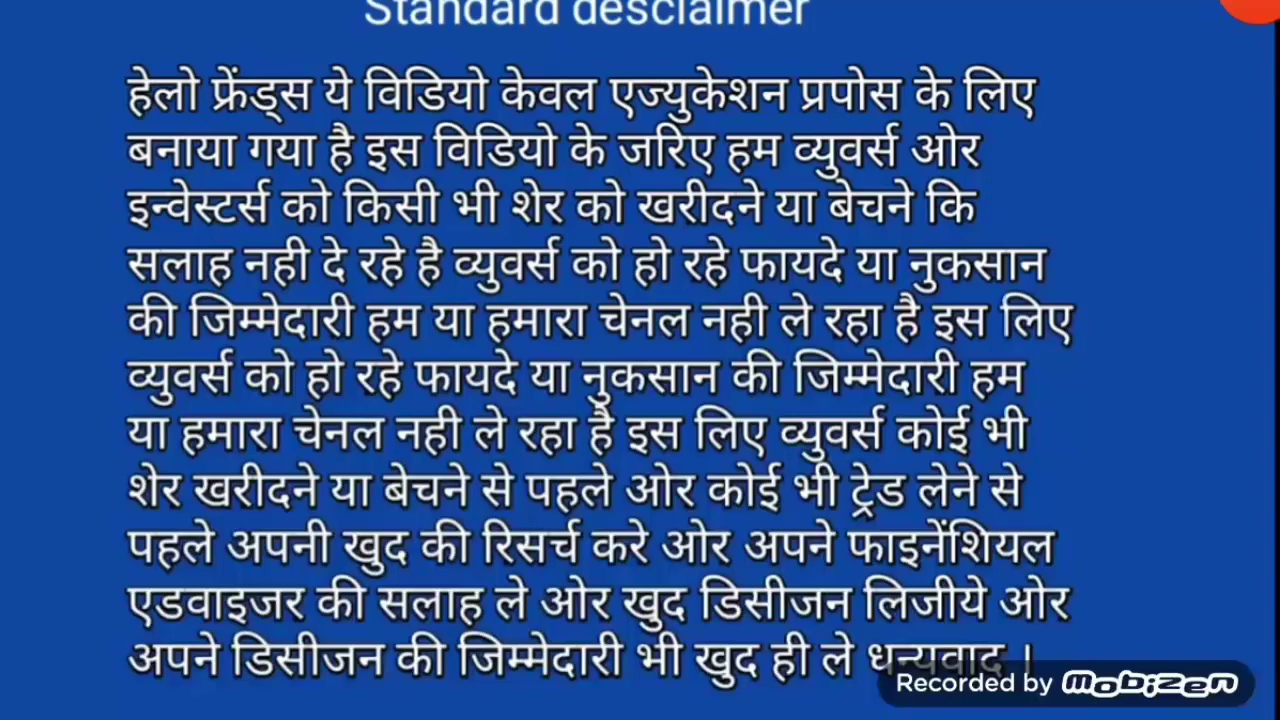 Standard desclaimer
हेलो फ्रेंड्स ये विडियो केवल एज्युकेशन प्रपोस के लिए
बनाया गया है इस विडियो के जरिए हम व्युवर्स ओर
इन्वेस्टर्स को किसी भी शेर को खरीदने या बेचने कि
सलाह नही दे रहे है व्युवर्स को हो रहे फायदे या नुकसान
की जिम्मेदारी हम या हमारा चेनल नही ले रहा है इस लिए
व्युवर्स को हो रहे फायदे या नुकसान की जिम्मेदारी हम
या हमारा चेनल नही ले रहा है इस लिए व्युवर्स कोई भी
शेर खरीदने या बेचने से पहले ओर कोई भी ट्रेड लेने से
पहले अपनी खुद की रिसर्च करे ओर अपने फाइनेंशियल
एडवाइजर की सलाह ले ओर खुद डिसीजन लिजीये ओर
अपने डिसीजन की जिम्मेदारी भी खुद ही ले धन्यवाद ।
Recorded by Mobizen